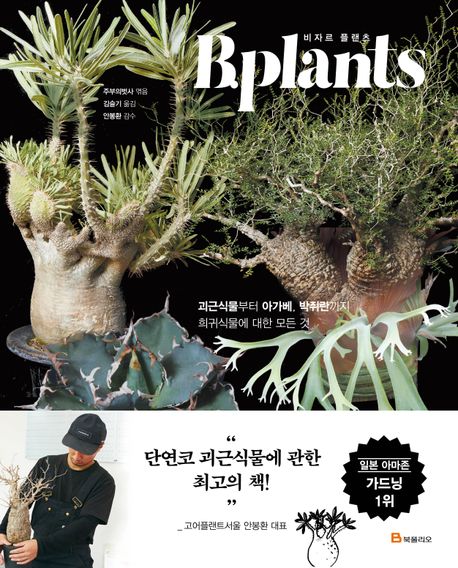 비자르 플랜츠
B.plants
주부의벗사 엮음
김슬기 옮김
안봉환 감수
괴근식물부터 아가베, 박쥐란까지
희귀식물에 대한 모든 것
“
단연코 괴근식물에 관한
최고의 책!
”
_ 고어플랜트서울 안봉환 대표
일본 아마존
가드닝
1위
B 북폴리오